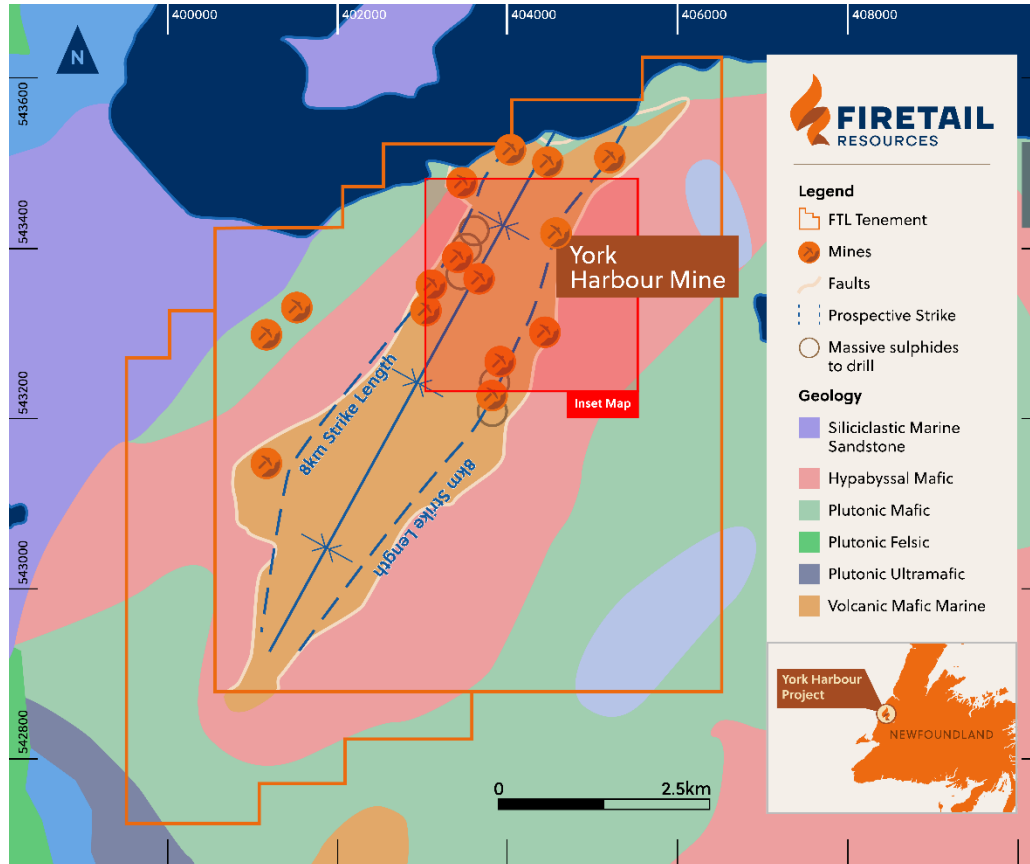 400000
402000
404000
406000
408000
N
543600
543400
543200
543000
542800
York
Harbour Mine
Inset Map
8km Strike Length
8km Strike Length
0
2.5km
FIRETAIL
RESOURCES
Legend
FTL Tenement
Mines
Faults
Prospective Strike
Massive sulphides
to drill
Geology
Siliciclastic Marine
Sandstone
Hypabyssal Mafic
Plutonic Mafic
Plutonic Felsic
Plutonic Ultramafic
Volcanic Mafic Marine
York Harbour
Project
NEWFOUNDLAND